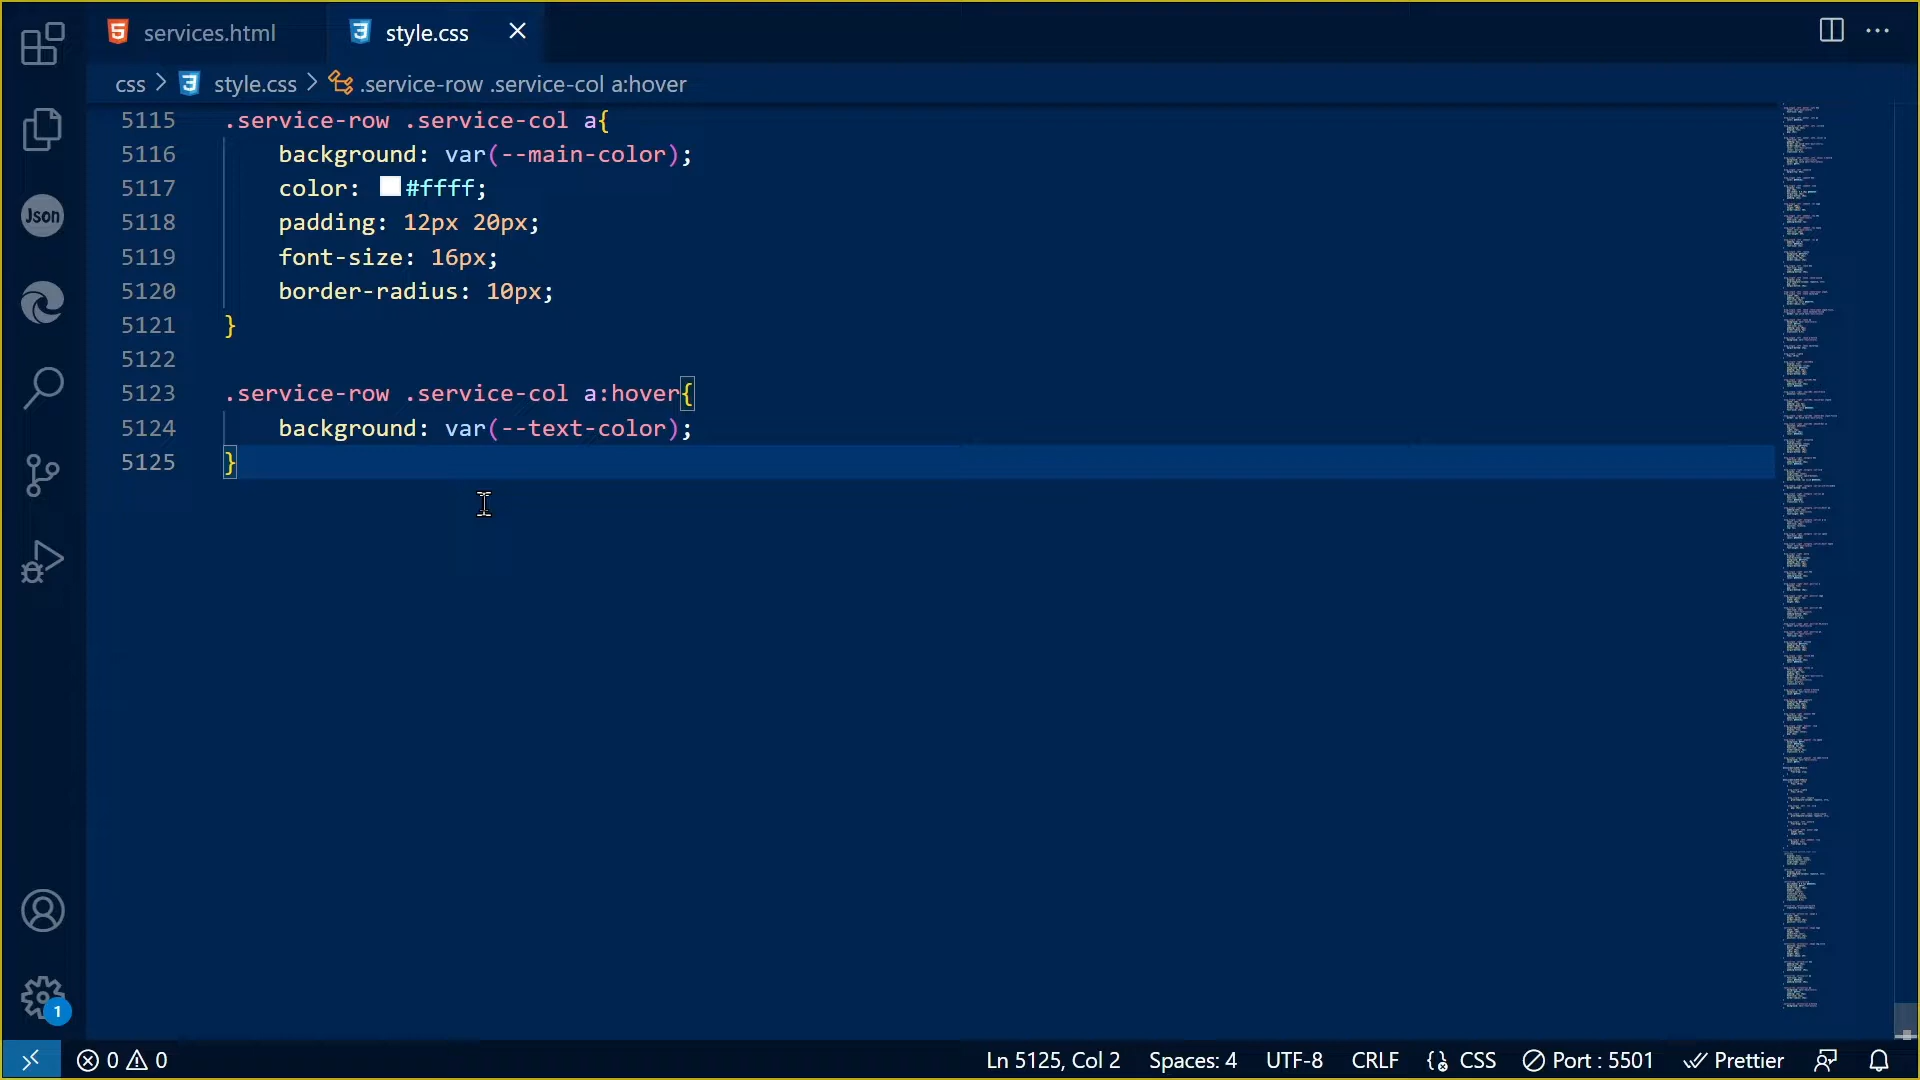 services.html
style.css
css > style.css > .service-row .service-col a:hover
5115 .service-row .service-col a{
5116 background: var(--main-color);
5117 color: #ffff;
5118 padding: 12px 20px;
5119 font-size: 16px;
5120 border-radius: 10px;
5121 }
5122
5123 .service-row .service-col a:hover{
5124 background: var(--text-color);
5125 }
Json
1
0 0
Ln 5125, Col 2
Spaces: 4
UTF-8
CRLF
CSS
Port : 5501
Prettier